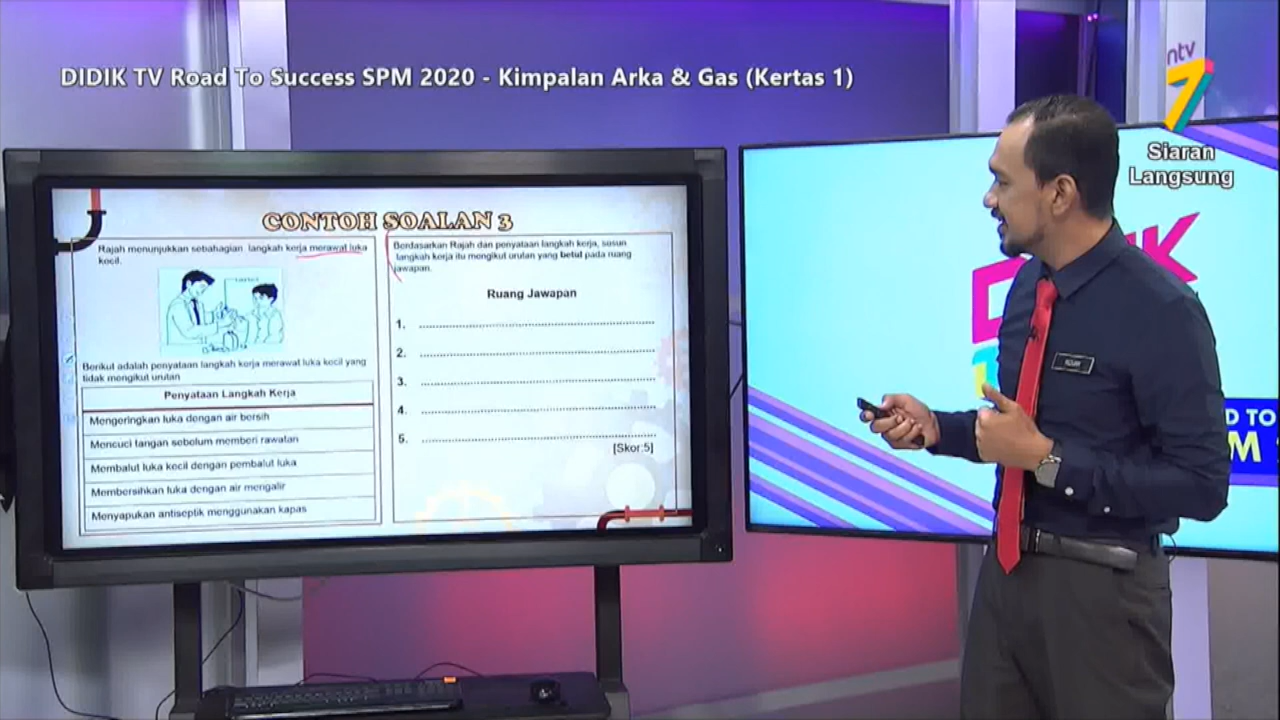 DIDIK TV Road To Success SPM 2020 - Kimpalan Arka & Gas (Kertas 1)
ntv
7
Siaran
Langsung
CONTOH SOALAN 3
Rajah menunjukkan sebahagian langkah kerja merawat luka
kecil.
Berikut adalah penyataan langkah kerja merawat luka kecil yang
tidak mengikut urutan
Penyataan Langkah Kerja
Mengeringkan luka dengan air bersih
Mencuci tangan sebelum memberi rawatan
Membalut luka kecil dengan pembalut luka
Membersihkan luka dengan air mengalir
Menyapukan antiseptik menggunakan kapas
Berdasarkan Rajah dan penyataan langkah kerja, susun
langkah kerja itu mengikut urutan yang betul pada ruang
jawapan.
Ruang Jawapan
1. ................................................
2. ................................................
3. ................................................
4. ................................................
5. ................................................
[Skor:5]
D TO
M